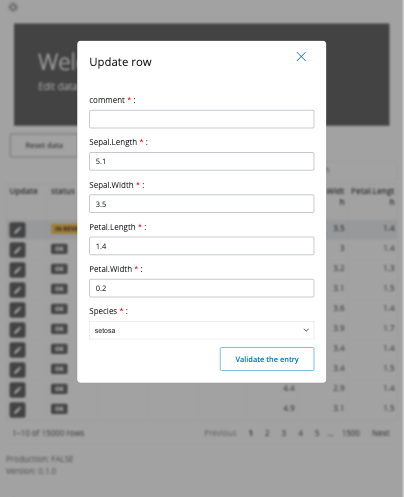 Wel
Edit data
Reset data
Update row
comment * :
Sepal.Length * :
5.1
Sepal.Width * :
3.5
Petal.Length * :
1.4
Petal.Width * :
0.2
Species * :
setosa
Validate the entry
Update status Widt h Petal.Lengt h
3.5 1.4
OK 3 1.4
OK 3.2 1.3
OK 3.1 1.5
OK 3.6 1.4
OK 3.9 1.7
OK 3.4 1.4
OK 3.4 1.5
OK 4.4 2.9 1.4
OK 4.9 3.1 1.5
1–10 of 15000 rows Previous 1 2 3 4 5 ... 1500 Next
Production: FALSE
Version: 0.1.0